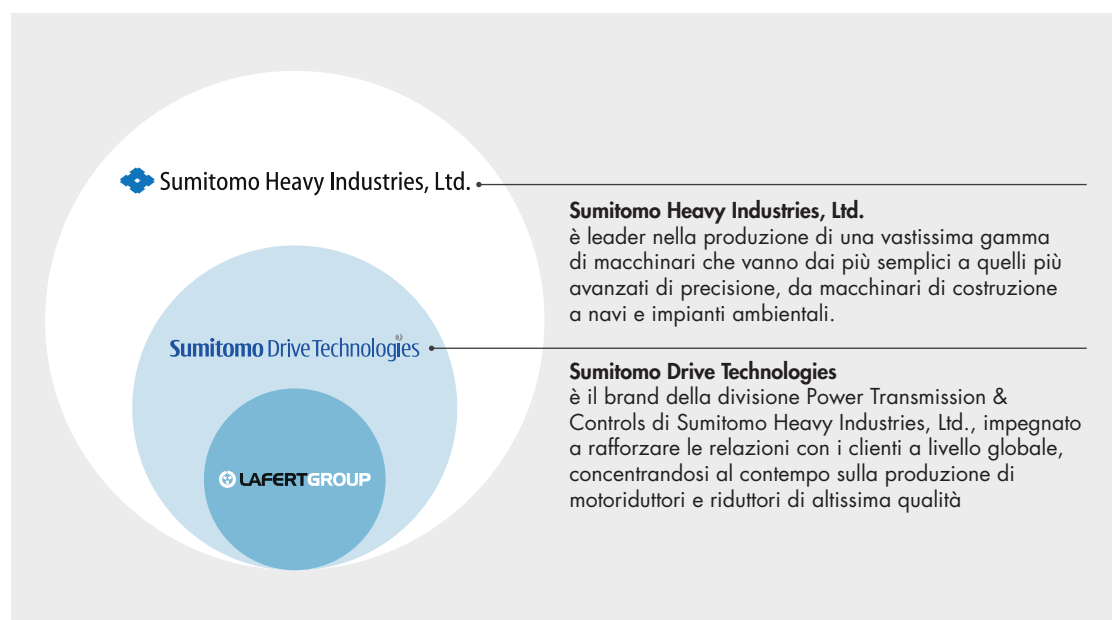 Sumitomo Heavy Industries, Ltd.
Sumitomo Heavy Industries, Ltd.
è leader nella produzione di una vastissima gamma
di macchinari che vanno dai più semplici a quelli più
avanzati di precisione, da macchinari di costruzione
a navi e impianti ambientali.
Sumitomo Drive Technologies
Sumitomo Drive Technologies
è il brand della divisione Power Transmission &
Controls di Sumitomo Heavy Industries, Ltd., impegnato
a rafforzare le relazioni con i clienti a livello globale,
concentrandosi al contempo sulla produzione di
motoriduttori e riduttori di altissima qualità
LAFERTGROUP